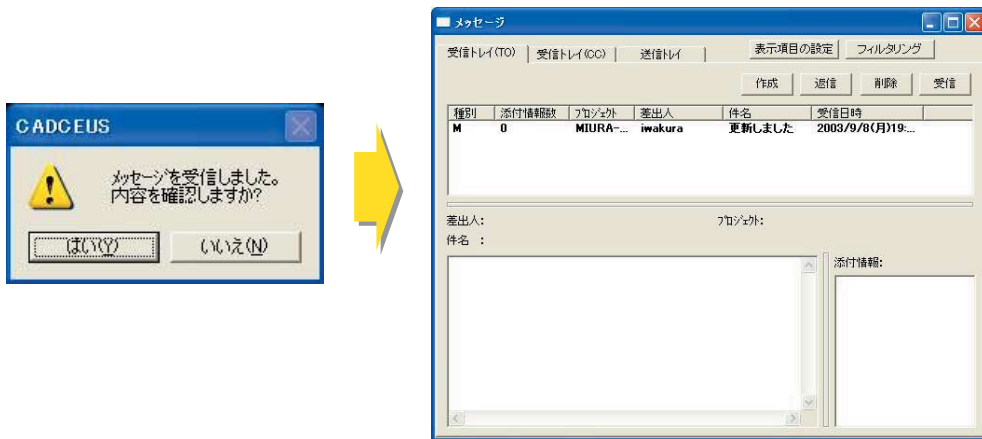 CADCEUS
メッセージを受信しました。
内容を確認しますか?
はい(Y)
いいえ(N)
メッセージ
受信トレイ(TO)
受信トレイ(CC)
送信トレイ
表示項目の設定
フィルタリング
作成
返信
削除
受信
種別 添付情報数 プロジェクト 差出人 件名 受信日時
M 0 MIURA-... iwakura 更新しました 2003/9/8(月)19:...
差出人: プロジェクト:
件名 :
添付情報: